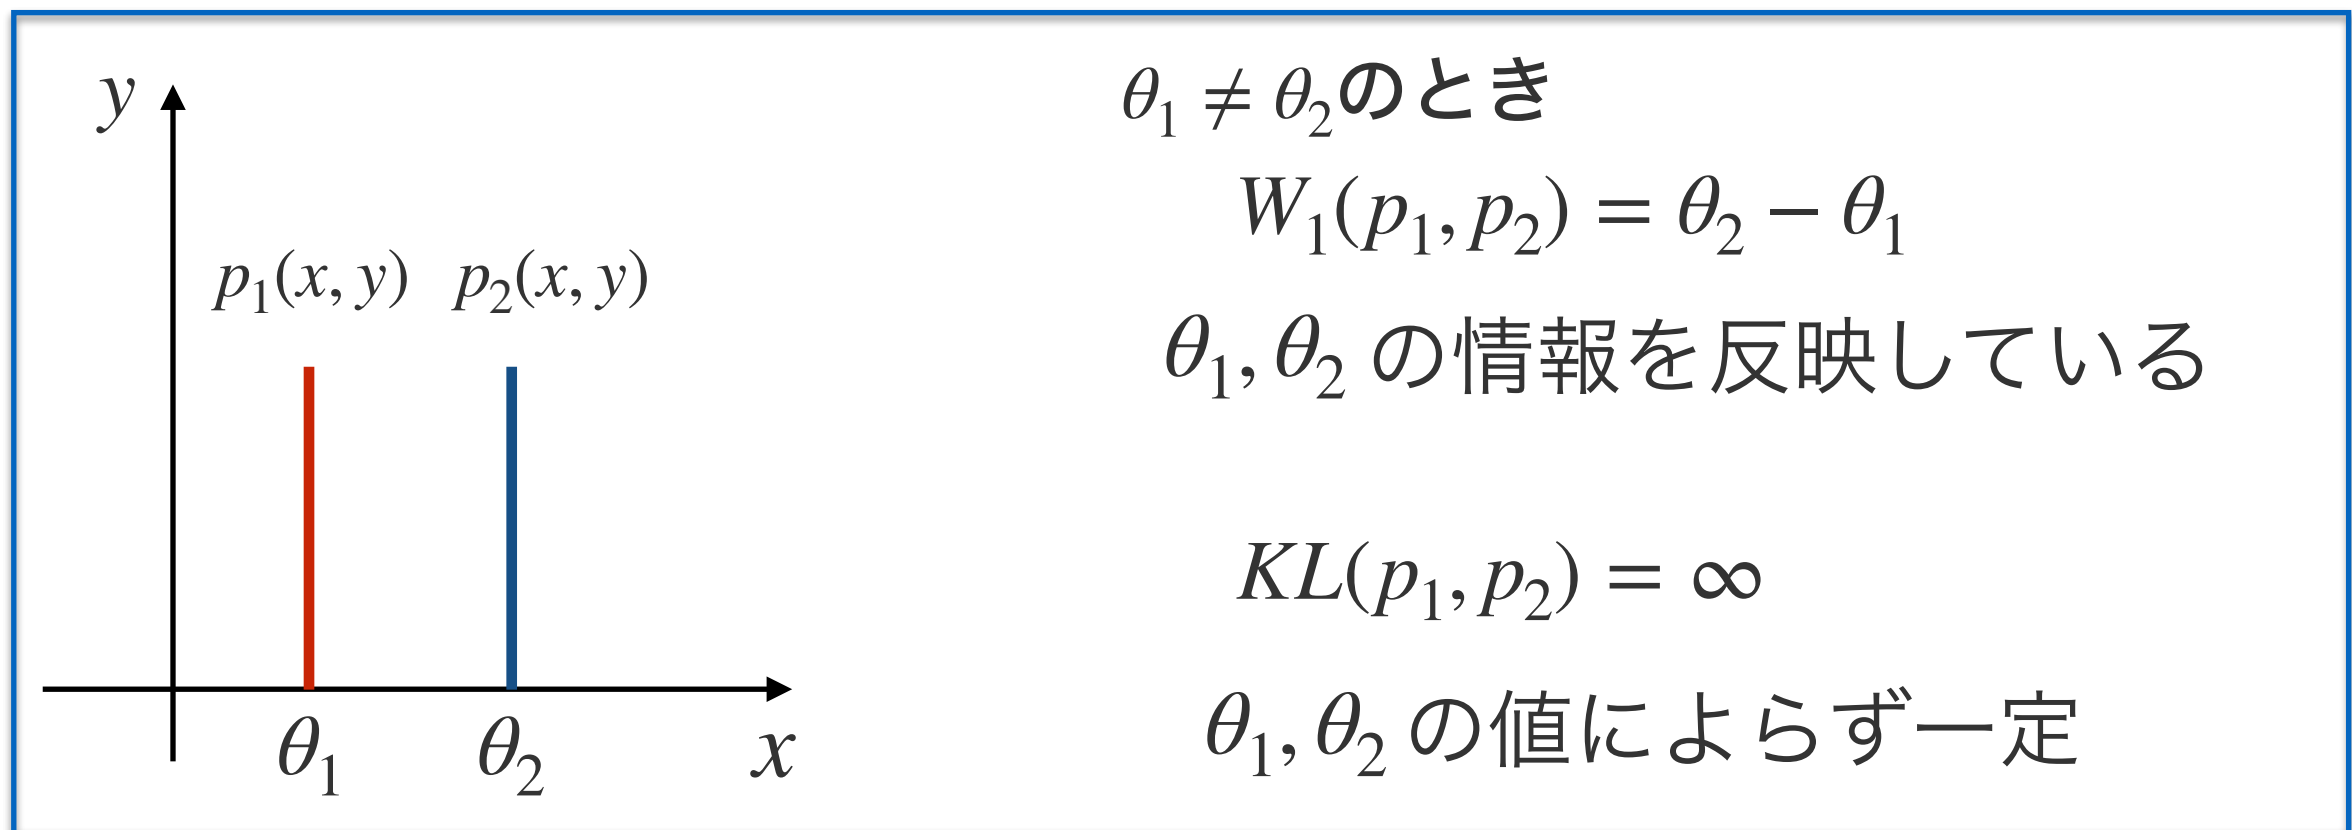 y
p₁(x, y) p₂(x, y)
θ₁ θ₂ x
θ₁ ≠ θ₂のとき
W₁(p₁, p₂) = θ₂ − θ₁
θ₁, θ₂ の情報を反映している
KL(p₁, p₂) = ∞
θ₁, θ₂ の値によらず一定